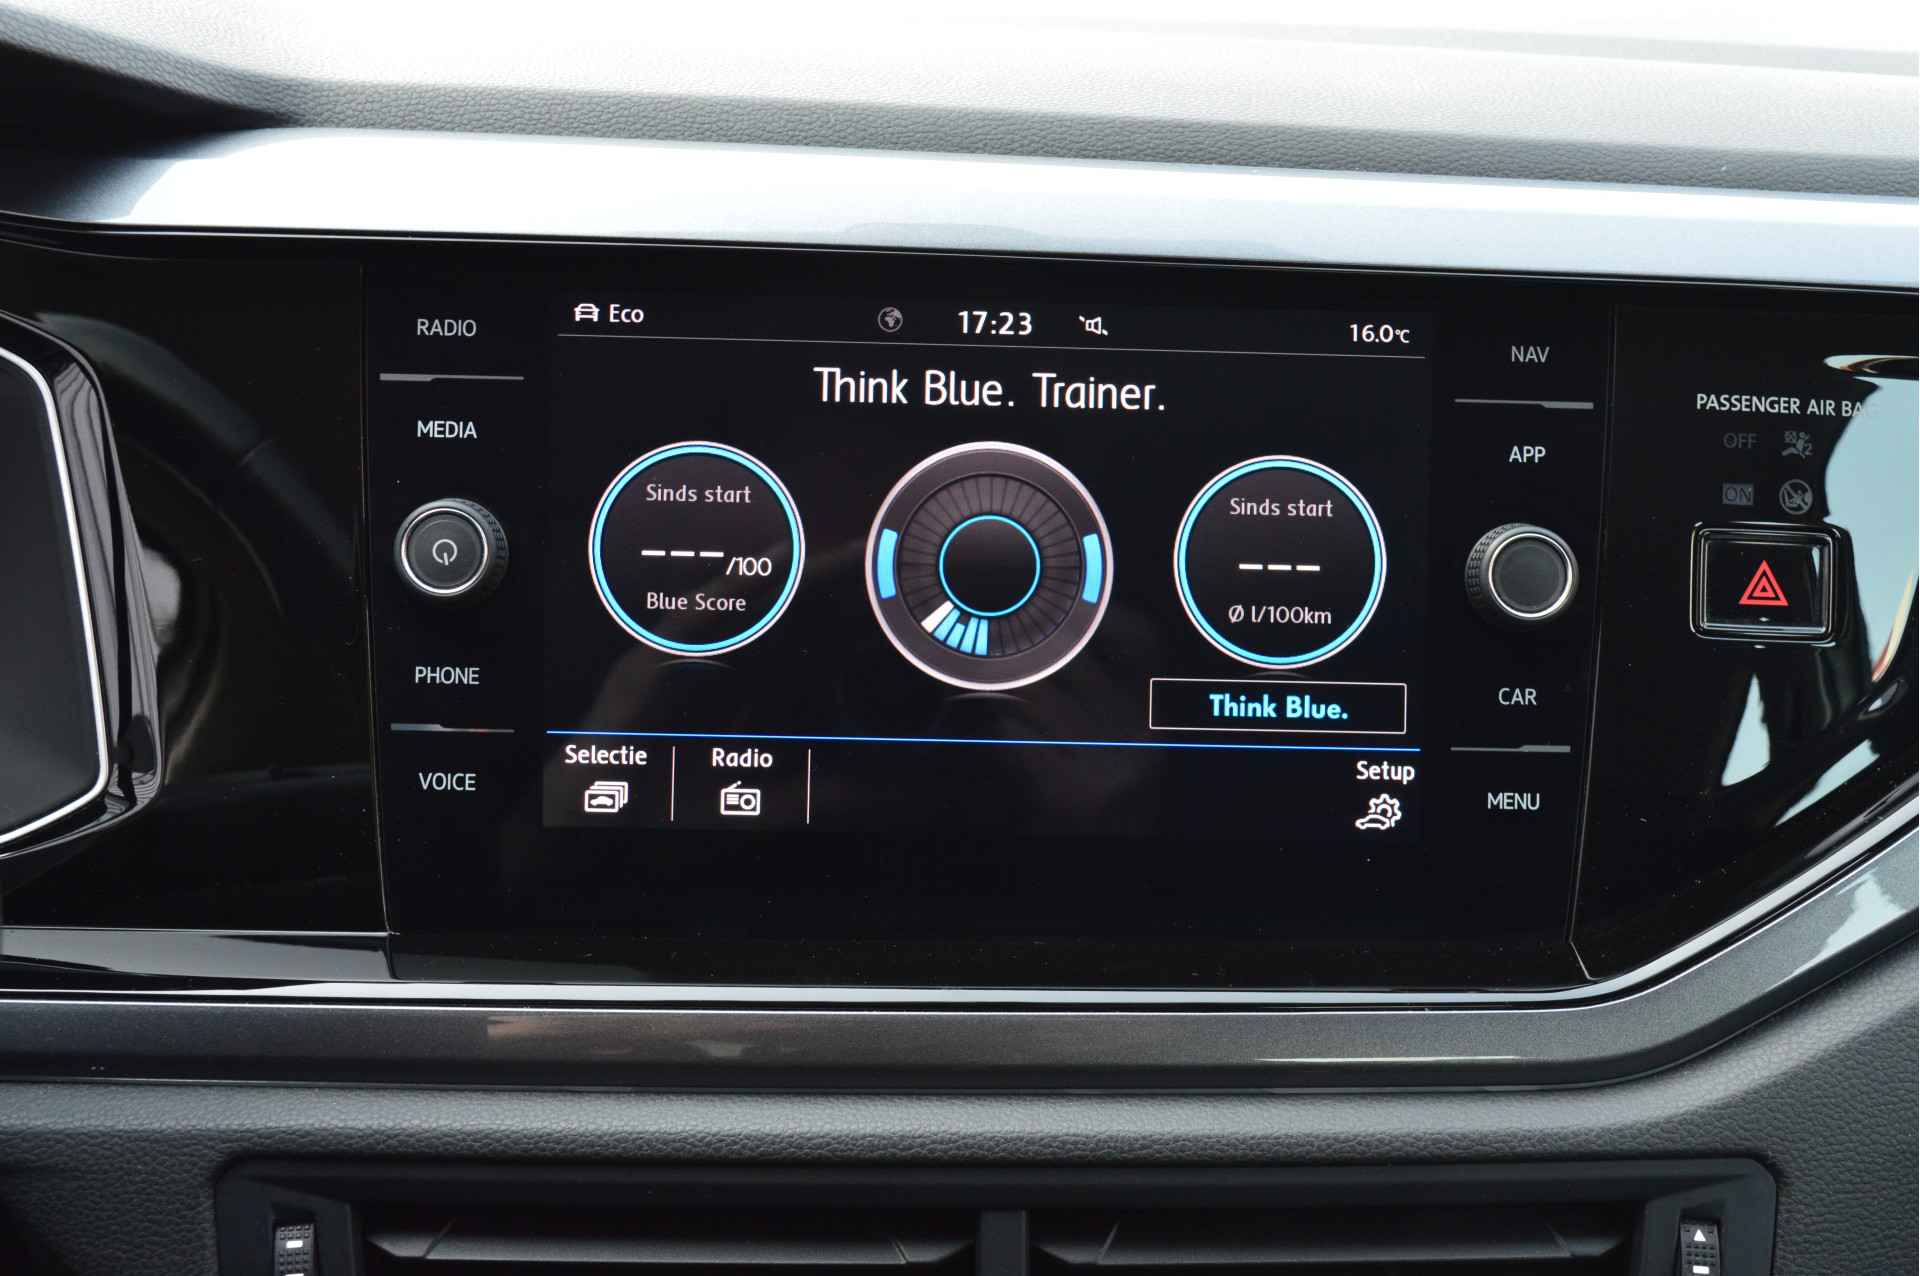 RADIO
MEDIA
PHONE
VOICE
Eco
17:23
16.0°C
Think Blue. Trainer.
Sinds start
---/100
Blue Score
Sinds start
---
Ø l/100km
Think Blue.
Selectie
Radio
Setup
NAV
APP
CAR
MENU
PASSENGER AIR BAG
OFF
ON